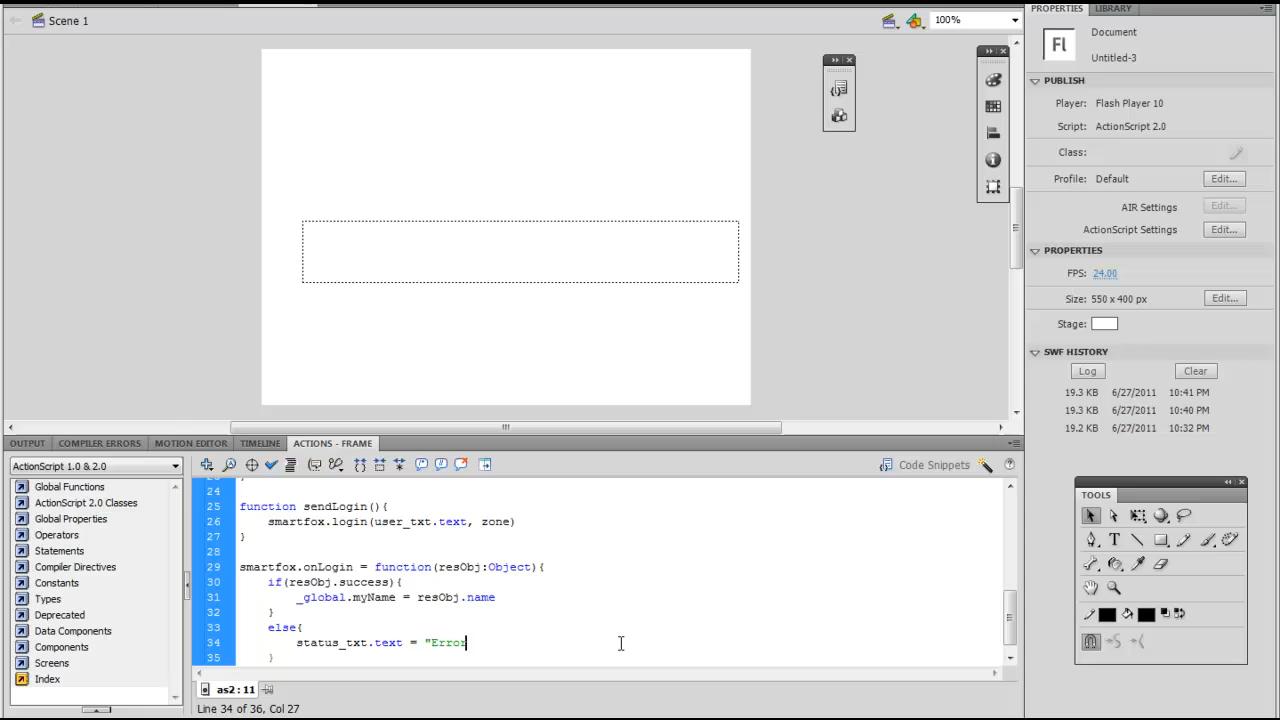 Scene 1
100%
PROPERTIES LIBRARY
Fl
Document
Untitled-3
PUBLISH
Player: Flash Player 10
Script: ActionScript 2.0
Class:
Profile: Default Edit...
AIR Settings Edit...
ActionScript Settings Edit...
PROPERTIES
FPS: 24.00
Size: 550 x 400 px Edit...
Stage:
SWF HISTORY
Log Clear
19.3 KB 6/27/2011 10:41 PM
19.3 KB 6/27/2011 10:40 PM
19.2 KB 6/27/2011 10:32 PM
OUTPUT COMPILER ERRORS MOTION EDITOR TIMELINE ACTIONS - FRAME
ActionScript 1.0 & 2.0
Code Snippets
Global Functions
ActionScript 2.0 Classes
Global Properties
Operators
Statements
Compiler Directives
Constants
Types
Deprecated
Data Components
Components
Screens
Index
24
25 function sendLogin(){
26 smartfox.login(user_txt.text, zone)
27 }
28
29 smartfox.onLogin = function(resObj:Object){
30 if(resObj.success){
31 _global.myName = resObj.name
32 }
33 else{
34 status_txt.text = "Error
35 }
as2 : 11
Line 34 of 36, Col 27
TOOLS